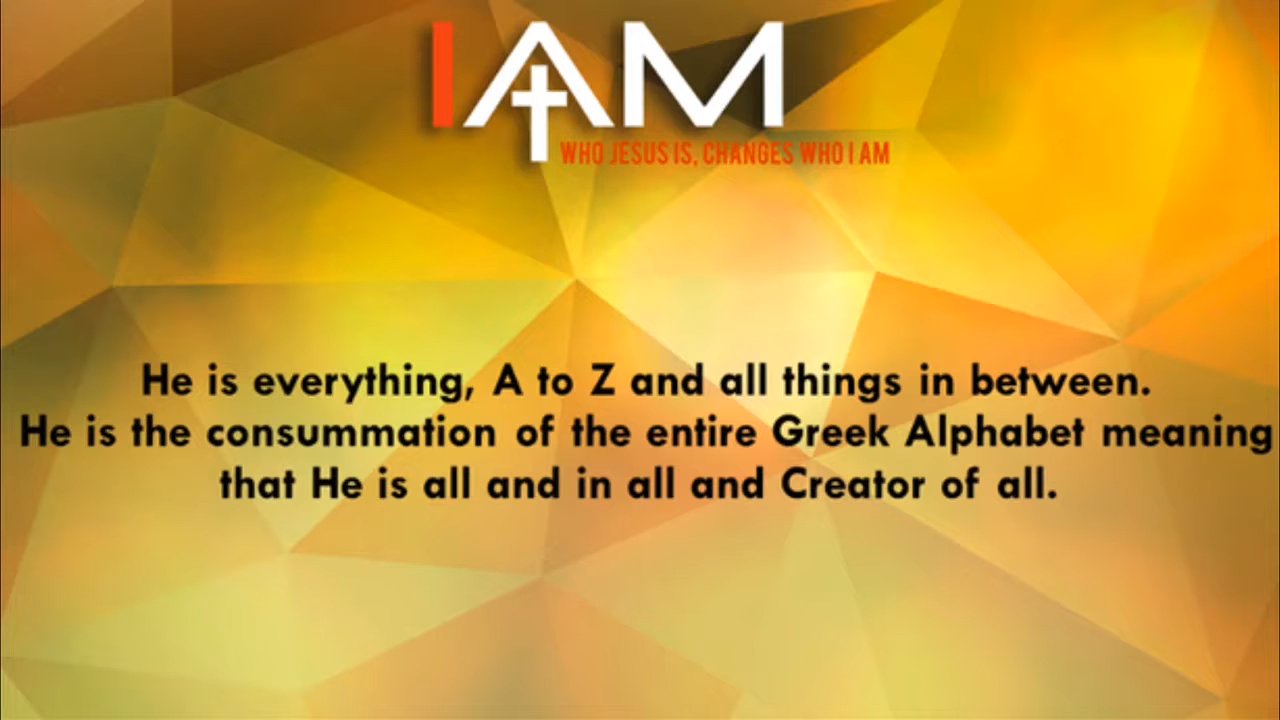 I AM
WHO JESUS IS, CHANGES WHO I AM
He is everything, A to Z and all things in between.
He is the consummation of the entire Greek Alphabet meaning
that He is all and in all and Creator of all.